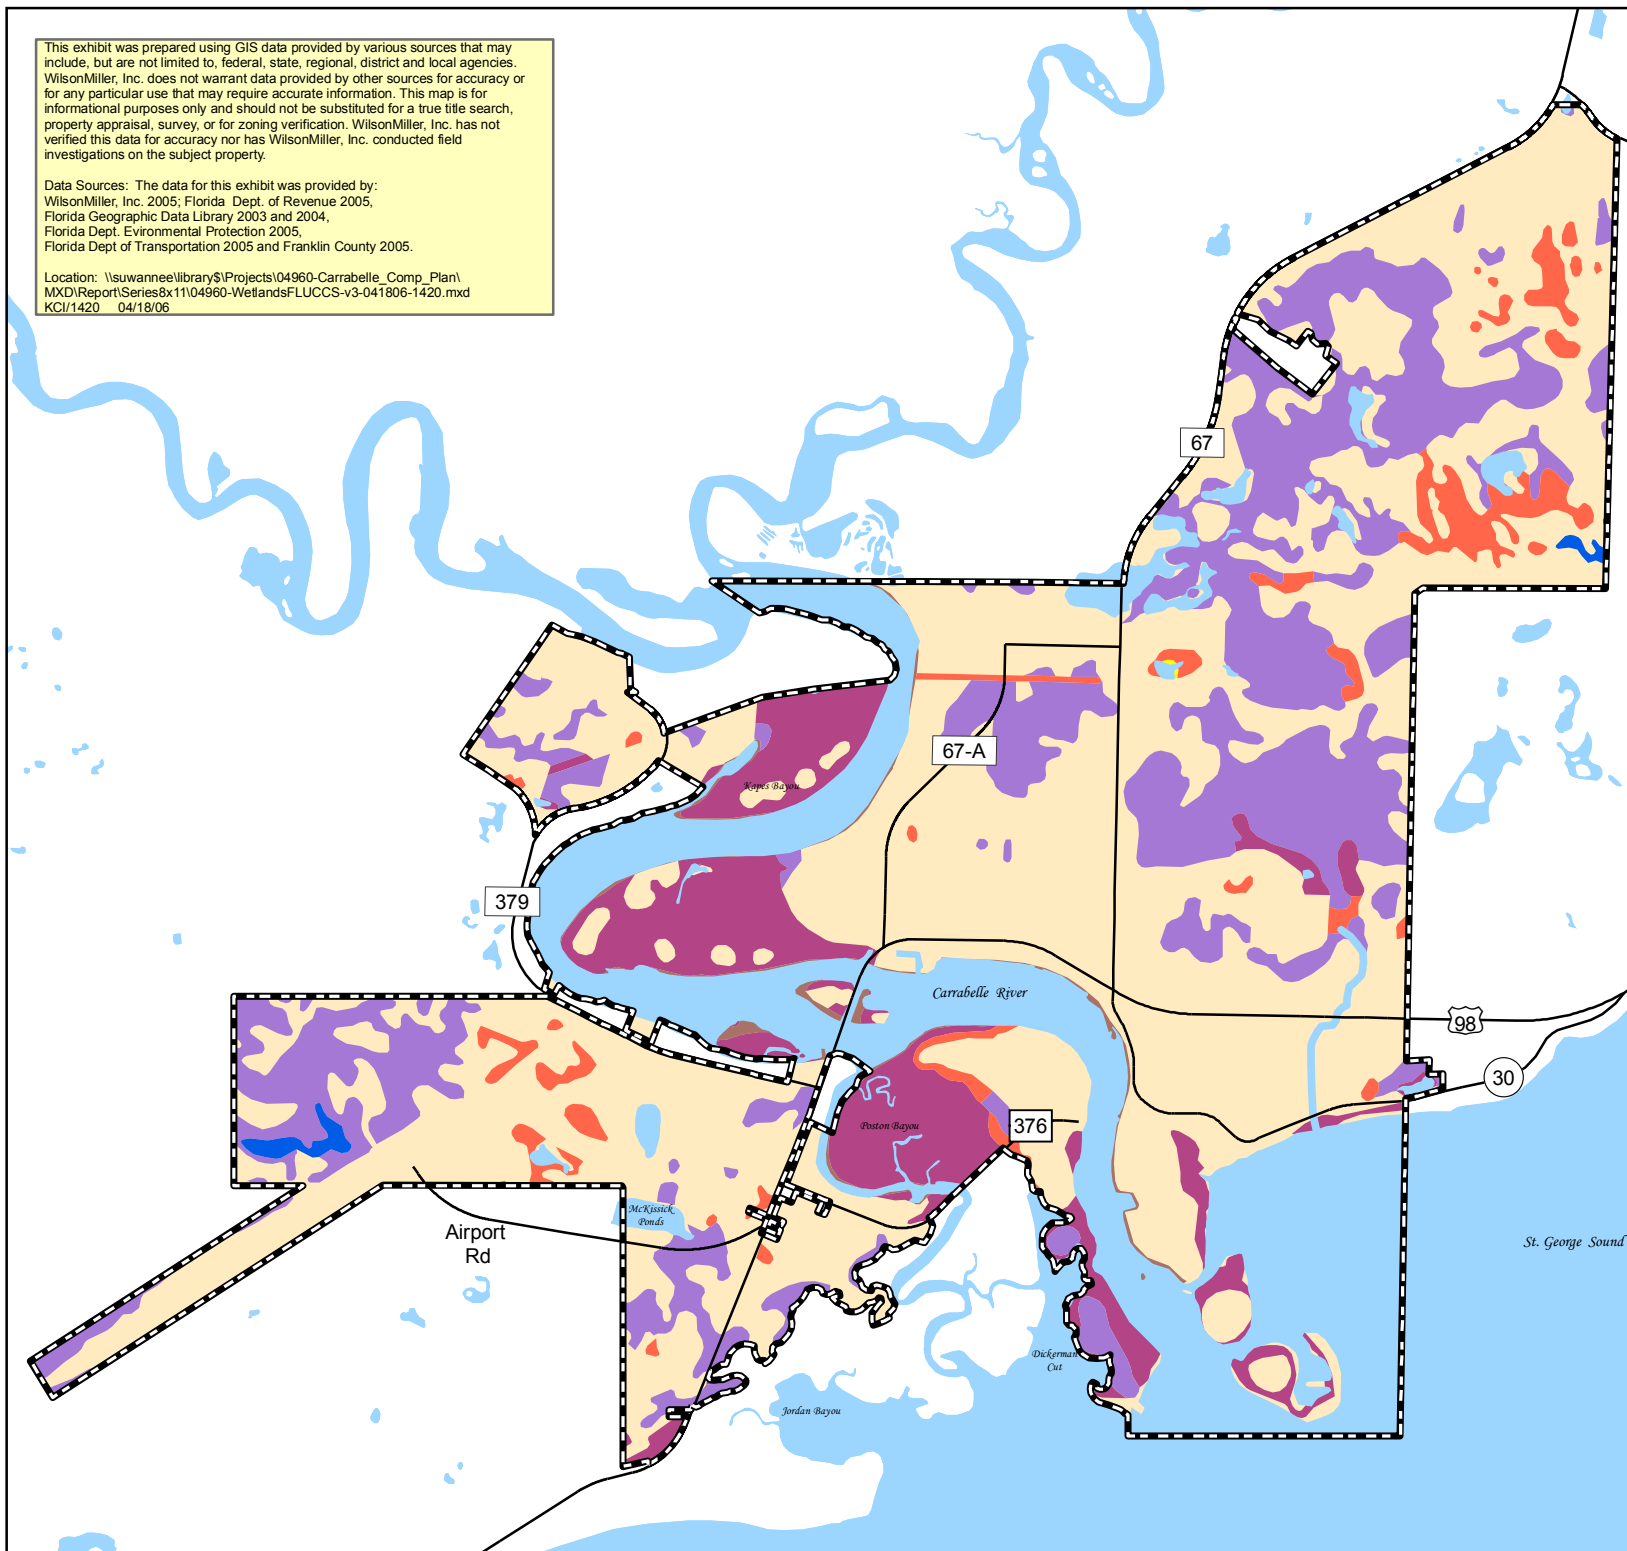 This exhibit was prepared using GIS data provided by various sources that may
include, but are not limited to, federal, state, regional, district and local agencies.
WilsonMiller, Inc. does not warrant data provided by other sources for accuracy or
for any particular use that may require accurate information. This map is for
informational purposes only and should not be substituted for a true title search,
property appraisal, survey, or for zoning verification. WilsonMiller, Inc. has not
verified this data for accuracy nor has WilsonMiller, Inc. conducted field
investigations on the subject property.
Data Sources: The data for this exhibit was provided by:
WilsonMiller, Inc. 2005; Florida Dept. of Revenue 2005,
Florida Geographic Data Library 2003 and 2004,
Florida Dept. Evironmental Protection 2005,
Florida Dept of Transportation 2005 and Franklin County 2005.
Location: \\suwannee\library$\Projects\04960-Carrabelle_Comp_Plan\
MXD\Report\Series8x11\04960-WetlandsFLUCCS-v3-041806-1420.mxd
KCI/1420 04/18/06
67
67-A
Kapes Bayou
379
Carrabelle River
98
30
376
Poston Bayou
McKissick
Ponds
Airport
Rd
St. George Sound
Dickerman
Cut
Jordan Bayou